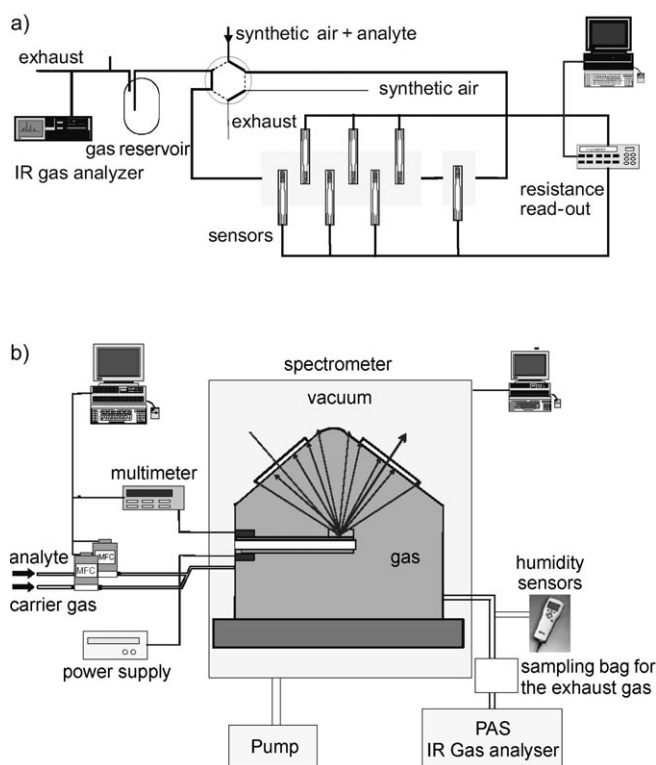 a)
synthetic air + analyte
exhaust
synthetic air
exhaust
gas reservoir
IR gas analyzer
resistance
read-out
sensors
b)
spectrometer
vacuum
multimeter
gas
MFC
analyte
MFC
carrier gas
humidity
sensors
power supply
sampling bag for
the exhaust gas
Pump
PAS
IR Gas analyser